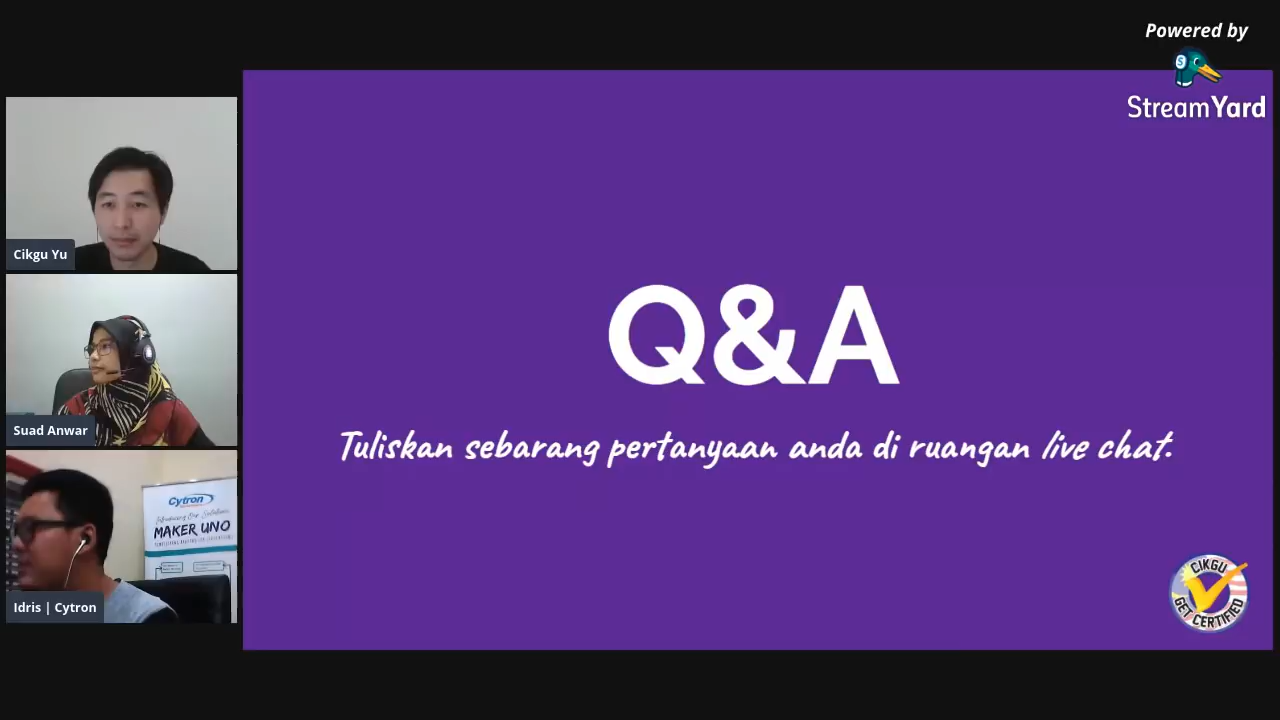 Powered by
StreamYard
Cikgu Yu
Suad Anwar
Cytron
MAKER UNO
Idris | Cytron
Q&A
Tuliskan sebarang pertanyaan anda di ruangan live chat.
CIKGU
GET CERTIFIED